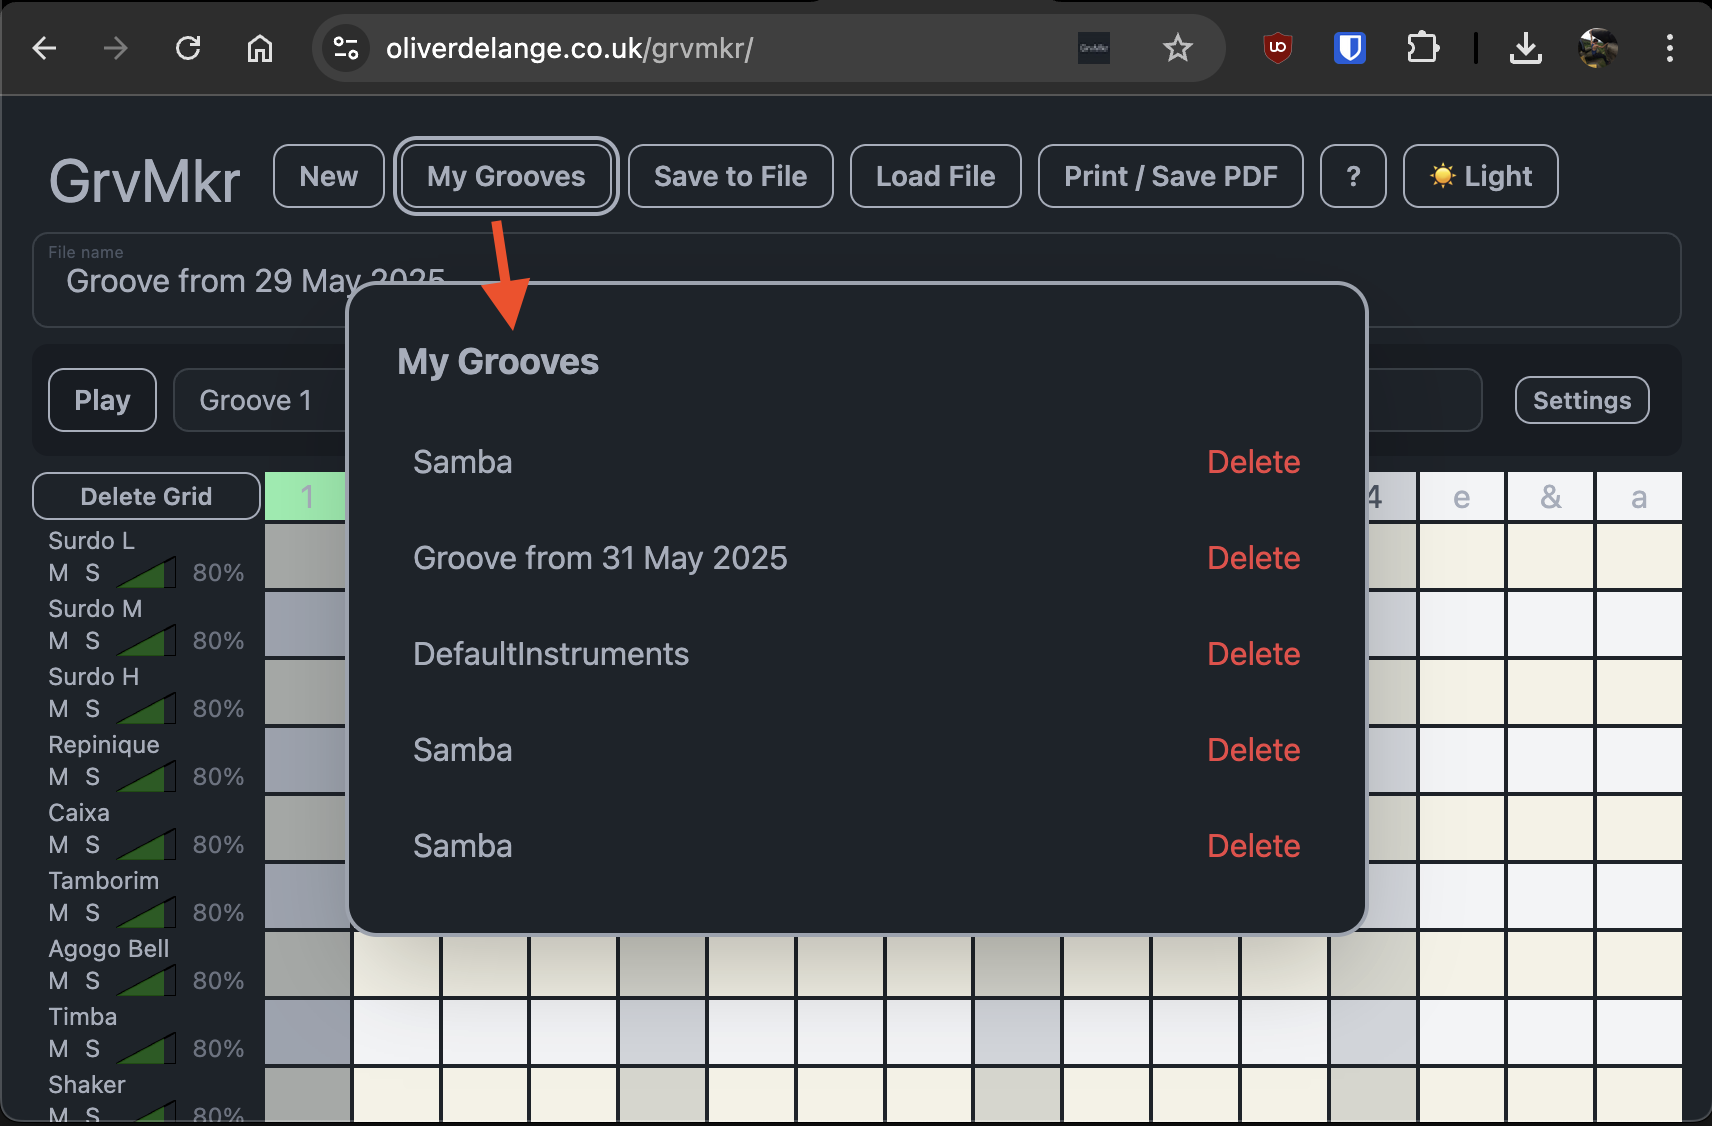 oliverdelange.co.uk/grvmkr/
GrvMkr
New
My Grooves
Save to File
Load File
Print / Save PDF
?
Light
File name
Groove from 29 May 2025
My Grooves
Samba Delete
Groove from 31 May 2025 Delete
DefaultInstruments Delete
Samba Delete
Samba Delete
Play
Groove 1
Settings
Delete Grid
1
4
e
&
a
Surdo L
M S 80%
Surdo M
M S 80%
Surdo H
M S 80%
Repinique
M S 80%
Caixa
M S 80%
Tamborim
M S 80%
Agogo Bell
M S 80%
Timba
M S 80%
Shaker
M S 80%